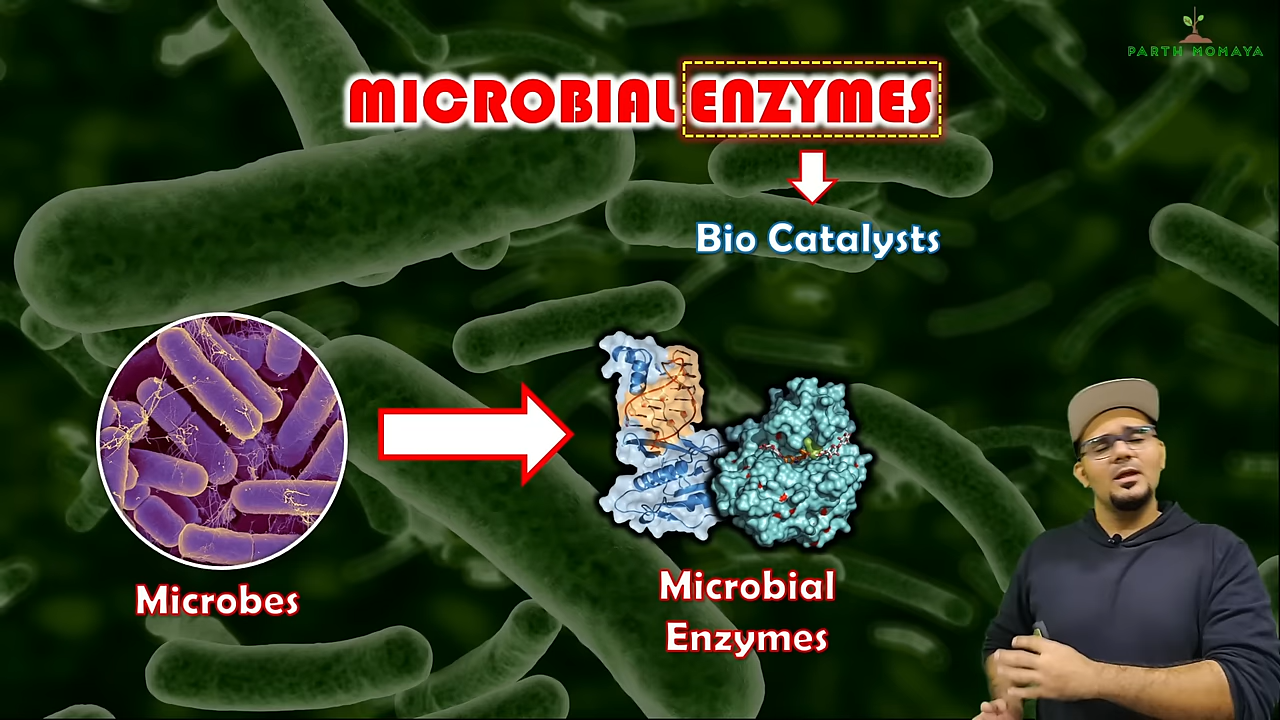 PARTH MOMAYA
MICROBIAL ENZYMES
Bio Catalysts
Microbes
Microbial
Enzymes